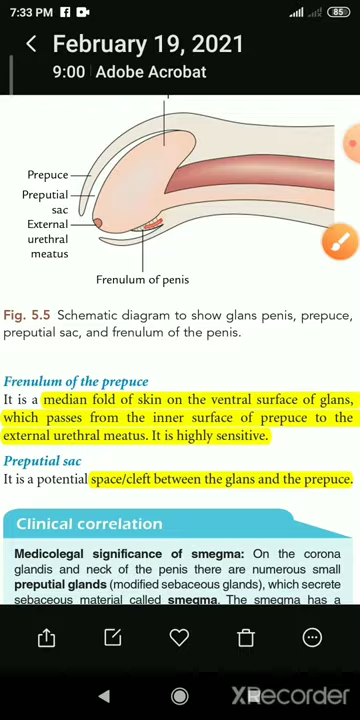 7:33 PM
85
February 19, 2021
9:00 Adobe Acrobat
Prepuce
Preputial
sac
External
urethral
meatus
Frenulum of penis
Fig. 5.5 Schematic diagram to show glans penis, prepuce,
preputial sac, and frenulum of the penis.
Frenulum of the prepuce
It is a median fold of skin on the ventral surface of glans,
which passes from the inner surface of prepuce to the
external urethral meatus. It is highly sensitive.
Preputial sac
It is a potential space/cleft between the glans and the prepuce.
Clinical correlation
Medicolegal significance of smegma: On the corona
glandis and neck of the penis there are numerous small
preputial glands (modified sebaceous glands), which secrete
sebaceous material called smegma. The smegma has a
XRecorder